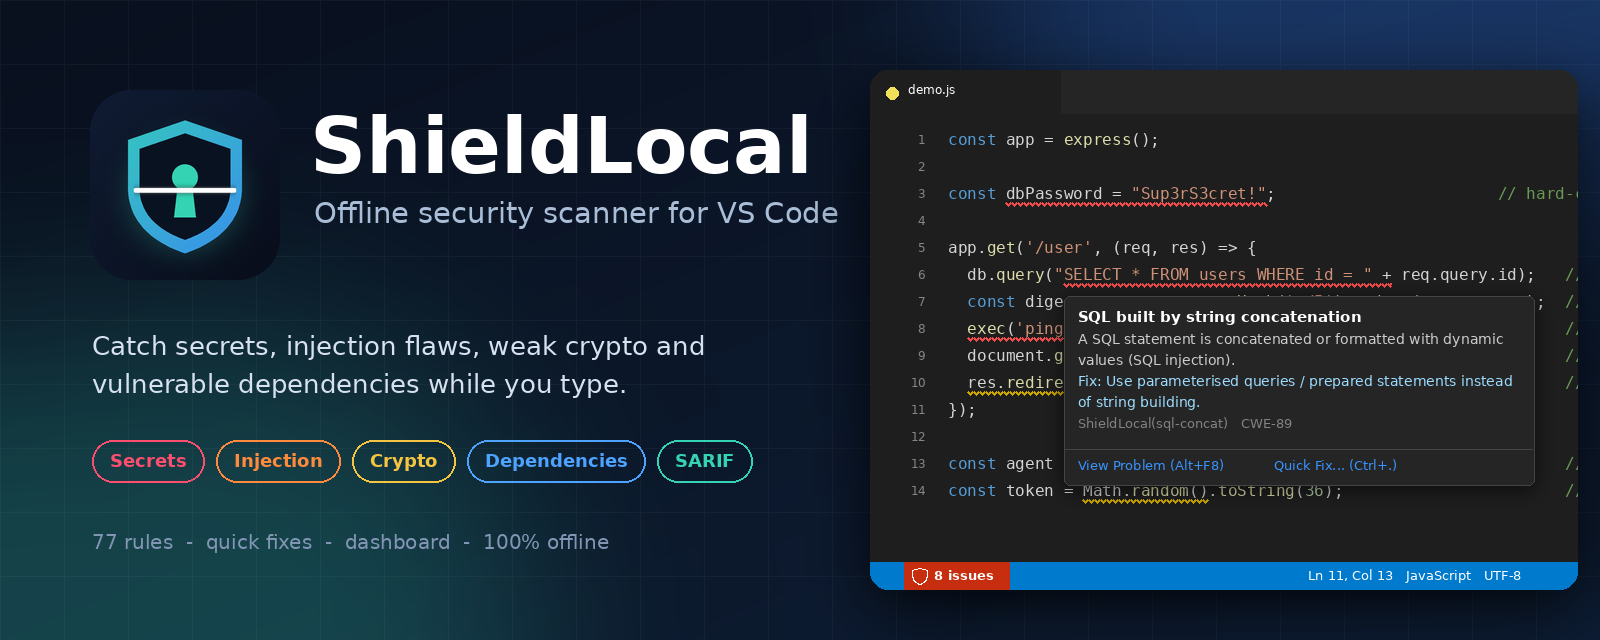 ShieldLocal
Offline security scanner for VS Code
Catch secrets, injection flaws, weak crypto and
vulnerable dependencies while you type.
Secrets Injection Crypto Dependencies SARIF
77 rules - quick fixes - dashboard - 100% offline
demo.js
1 const app = express();
2
3 const dbPassword = "Sup3rS3cret!"; // hard-
4
5 app.get('/user', (req, res) => {
6 db.query("SELECT * FROM users WHERE id = " + req.query.id); //
7 const dige ); //
8 exec('ping //
9 document.g //
10 res.redire //
11 });
12
13 const agent //
14 const token = Math.random().toString(36); //
SQL built by string concatenation
A SQL statement is concatenated or formatted with dynamic
values (SQL injection).
Fix: Use parameterised queries / prepared statements instead
of string building.
ShieldLocal(sql-concat) CWE-89
View Problem (Alt+F8) Quick Fix... (Ctrl+.)
8 issues Ln 11, Col 13 JavaScript UTF-8